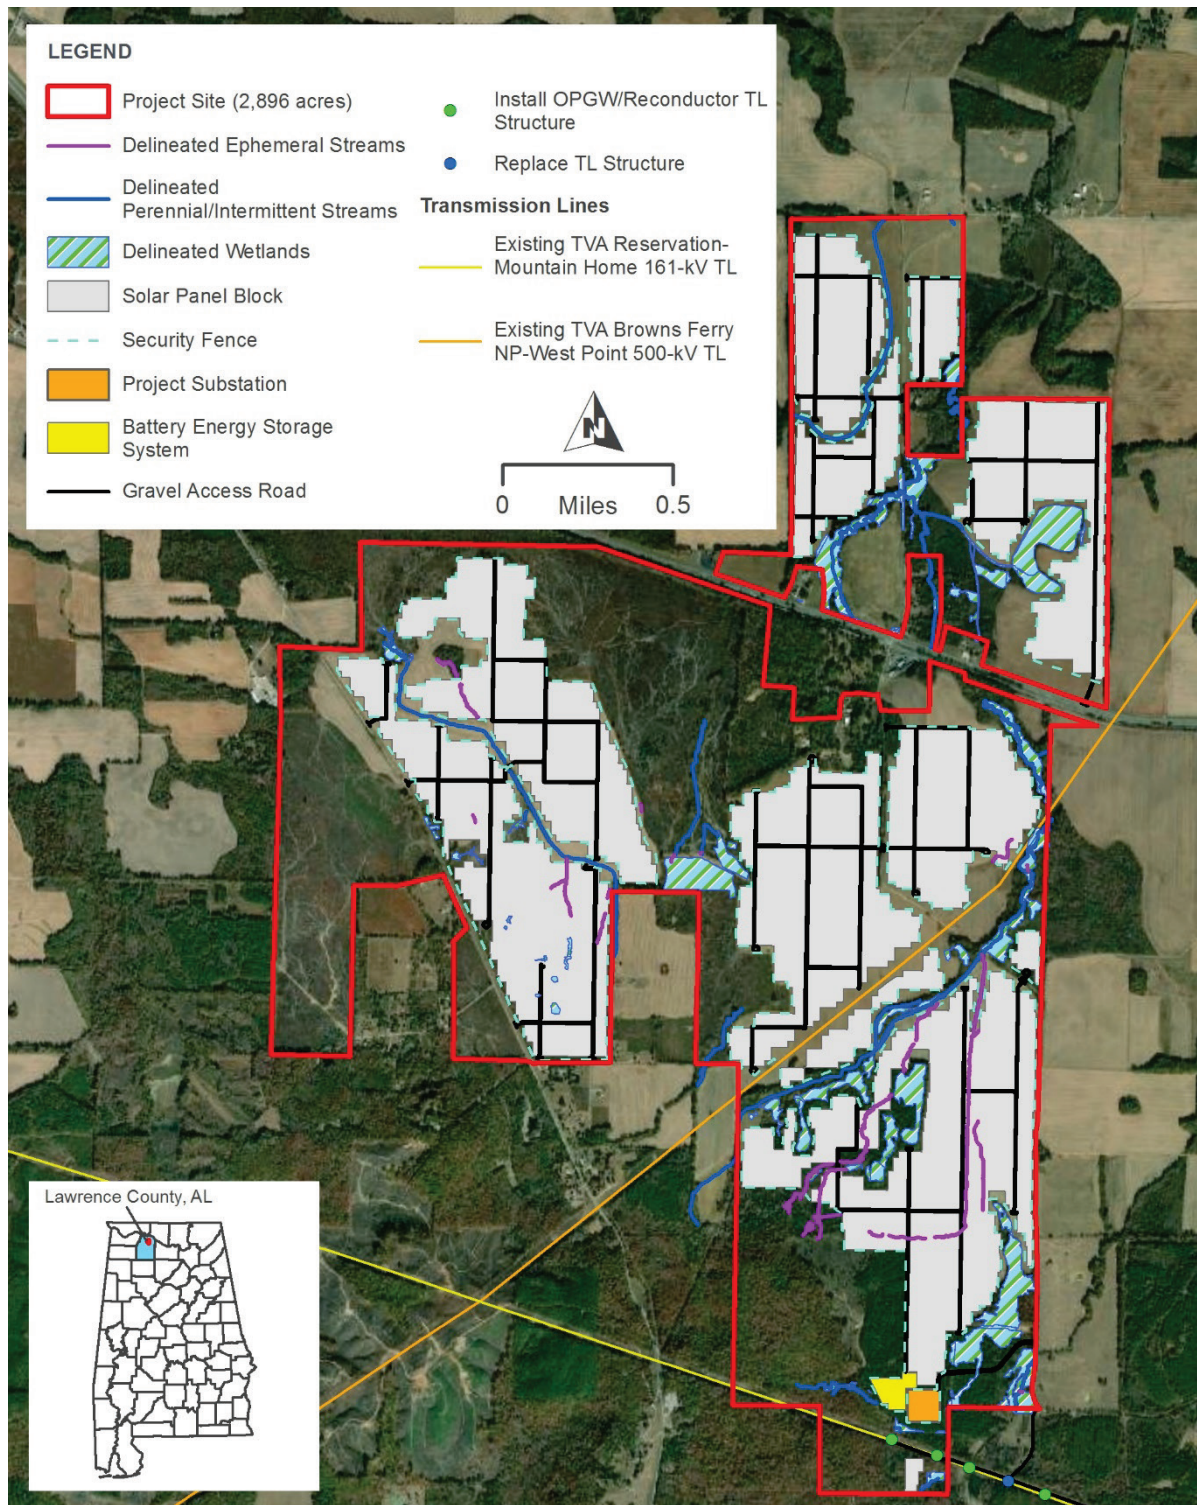 LEGEND
Project Site (2,896 acres)
Delineated Ephemeral Streams
Delineated
Perennial/Intermittent Streams
Delineated Wetlands
Solar Panel Block
Security Fence
Project Substation
Battery Energy Storage
System
Gravel Access Road
Install OPGW/Reconductor TL
Structure
Replace TL Structure
Transmission Lines
Existing TVA Reservation-
Mountain Home 161-kV TL
Existing TVA Browns Ferry
NP-West Point 500-kV TL
N
0 Miles 0.5
Lawrence County, AL